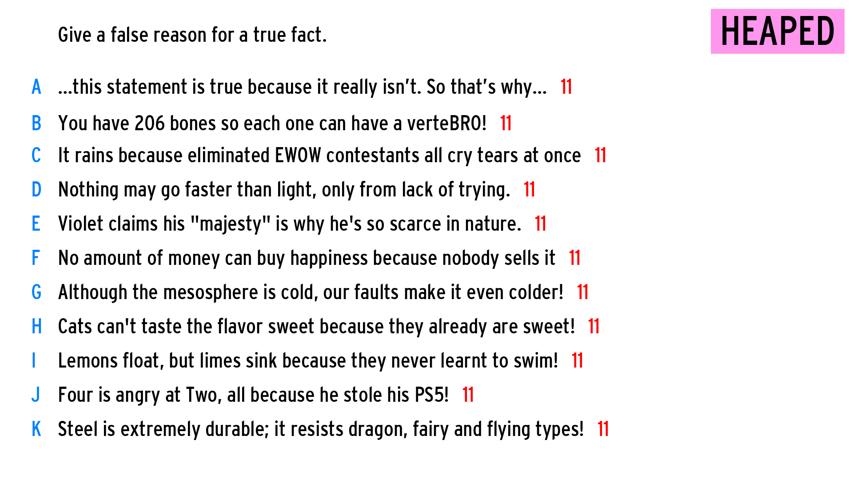 Give a false reason for a true fact.
HEAPED
A ...this statement is true because it really isn't. So that's why... 11
B You have 206 bones so each one can have a verteBRO! 11
C It rains because eliminated EWOW contestants all cry tears at once 11
D Nothing may go faster than light, only from lack of trying. 11
E Violet claims his "majesty" is why he's so scarce in nature. 11
F No amount of money can buy happiness because nobody sells it 11
G Although the mesosphere is cold, our faults make it even colder! 11
H Cats can't taste the flavor sweet because they already are sweet! 11
I Lemons float, but limes sink because they never learnt to swim! 11
J Four is angry at Two, all because he stole his PS5! 11
K Steel is extremely durable; it resists dragon, fairy and flying types! 11